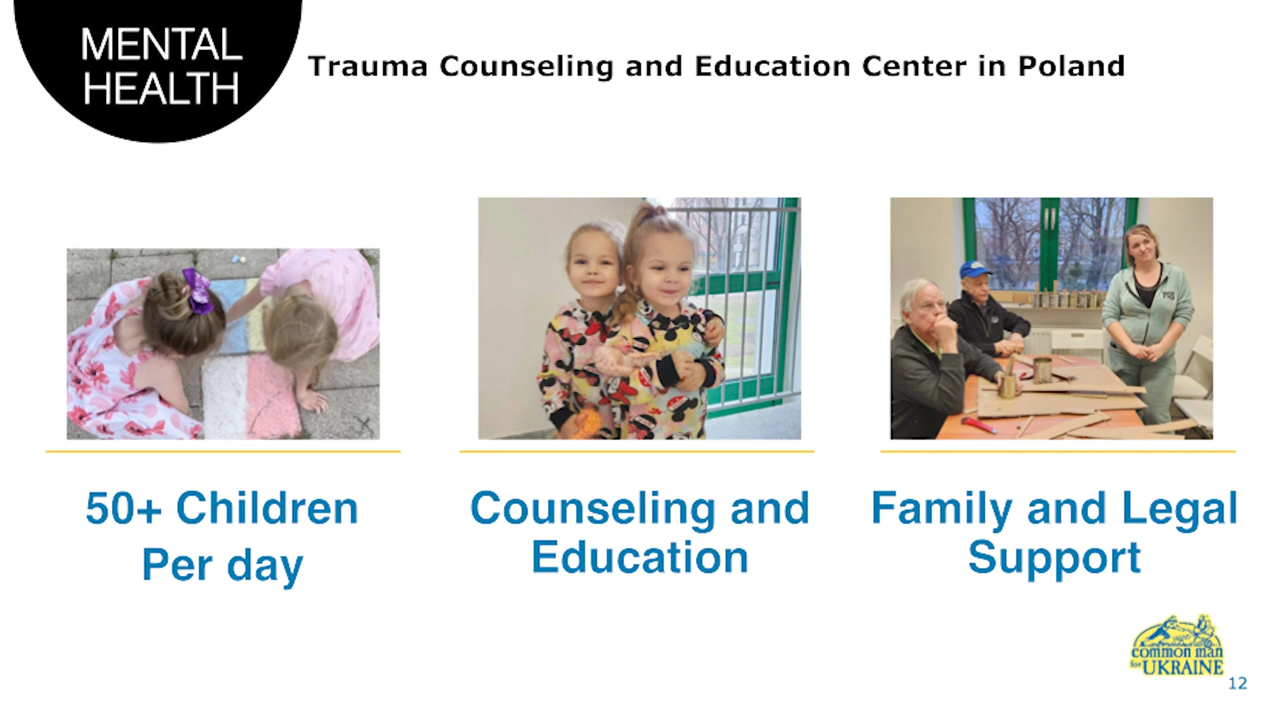 MENTAL
HEALTH
Trauma Counseling and Education Center in Poland
50+ Children
Per day
Counseling and
Education
Family and Legal
Support
common man
for UKRAINE
12